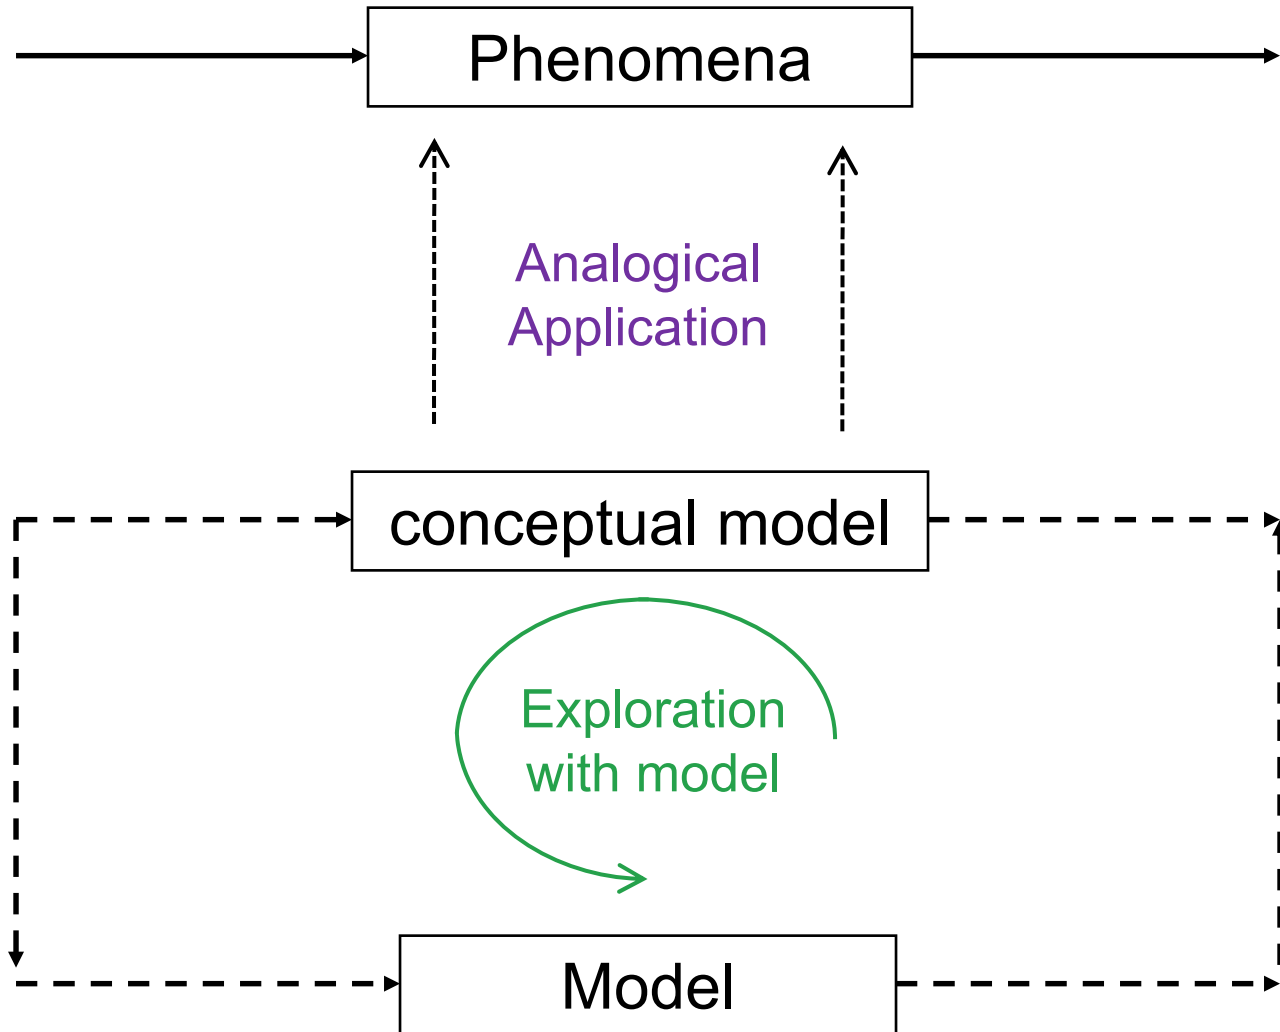 Phenomena
Analogical
Application
conceptual model
Exploration
with model
Model